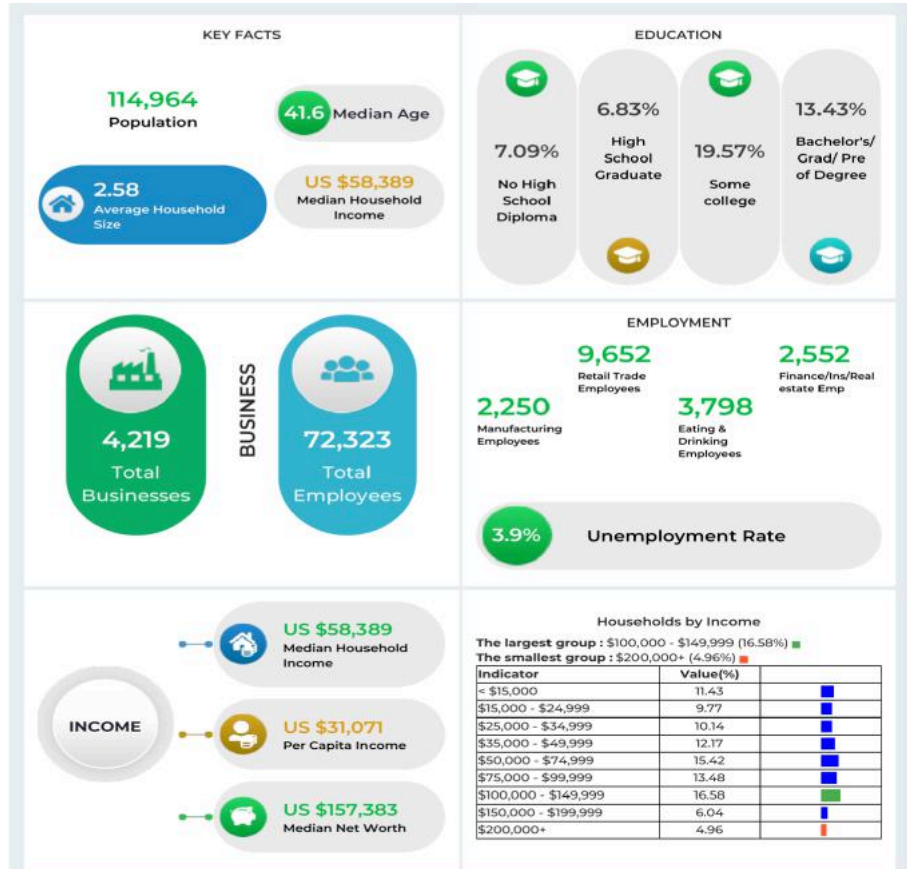 KEY FACTS
114,964
Population
41.6 Median Age
2.58
Average Household
Size
US $58,389
Median Household
Income
EDUCATION
7.09%
No High
School
Diploma
6.83%
High
School
Graduate
19.57%
Some
college
13.43%
Bachelor's/
Grad/ Pre
of Degree
4,219
Total
Businesses
BUSINESS
72,323
Total
Employees
EMPLOYMENT
2,250
Manufacturing
Employees
9,652
Retail Trade
Employees
3,798
Eating &
Drinking
Employees
2,552
Finance/Ins/Real
estate Emp
3.9% Unemployment Rate
INCOME
US $58,389
Median Household
Income
US $31,071
Per Capita Income
US $157,383
Median Net Worth
Households by Income
The largest group : $100,000 - $149,999 (16.58%)
The smallest group : $200,000+ (4.96%)
Indicator Value(%)
< $15,000 11.43
$15,000 - $24,999 9.77
$25,000 - $34,999 10.14
$35,000 - $49,999 12.17
$50,000 - $74,999 15.42
$75,000 - $99,999 13.48
$100,000 - $149,999 16.58
$150,000 - $199,999 6.04
$200,000+ 4.96